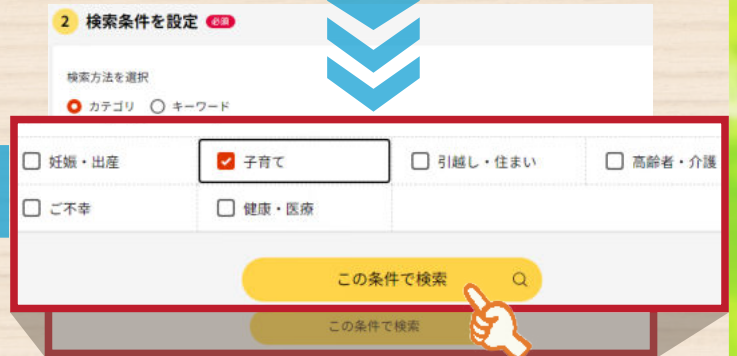 2 検索条件を設定 必須
検索方法を選択
カテゴリ キーワード
妊娠・出産 子育て 引越し・住まい 高齢者・介護
ご不幸 健康・医療
この条件で検索
この条件で検索